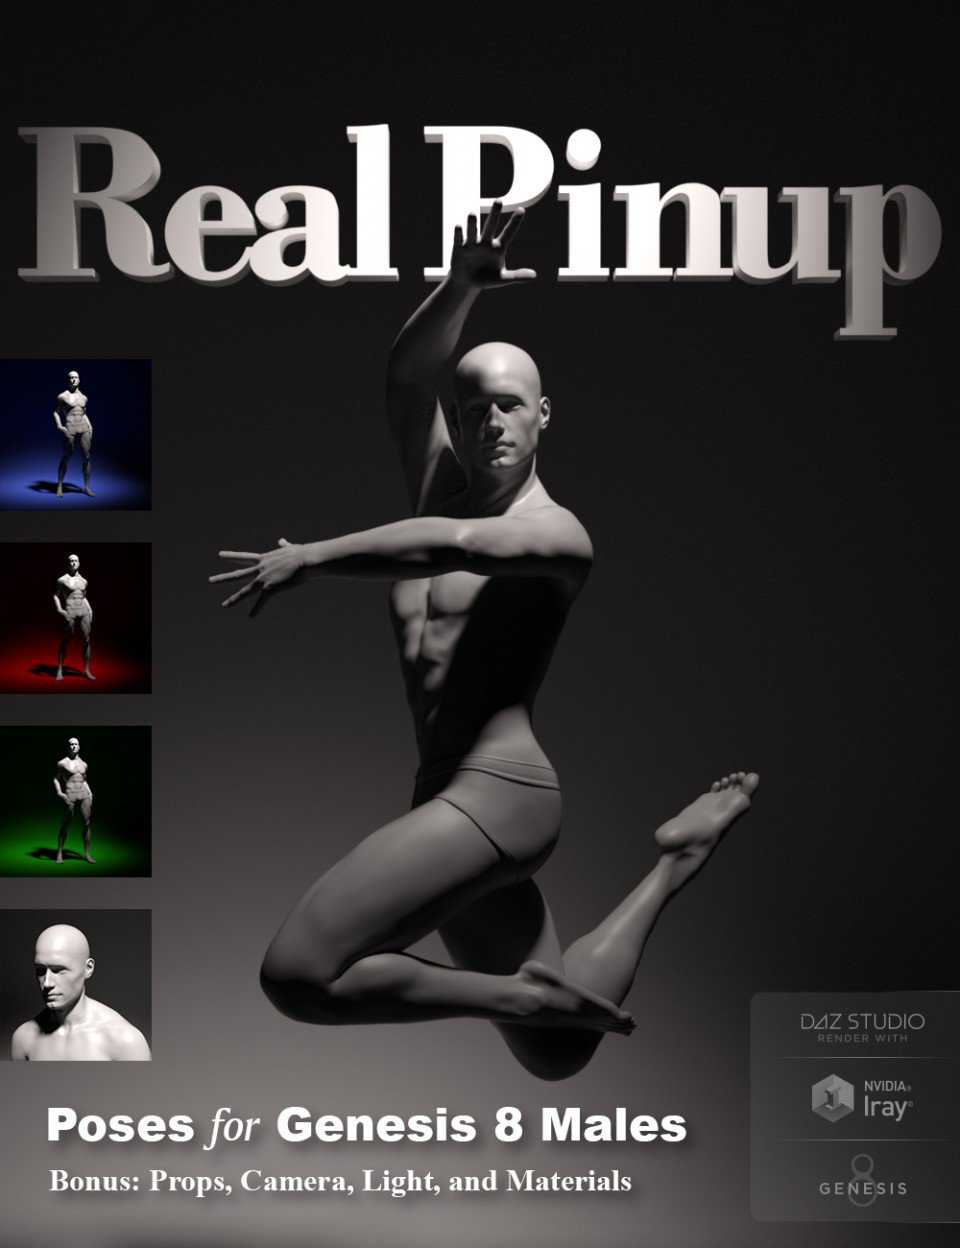 Real Pinup
Poses for Genesis 8 Males
Bonus: Props, Camera, Light, and Materials
DAZ STUDIO
RENDER WITH
NVIDIA®
Iray®
8
GENESIS